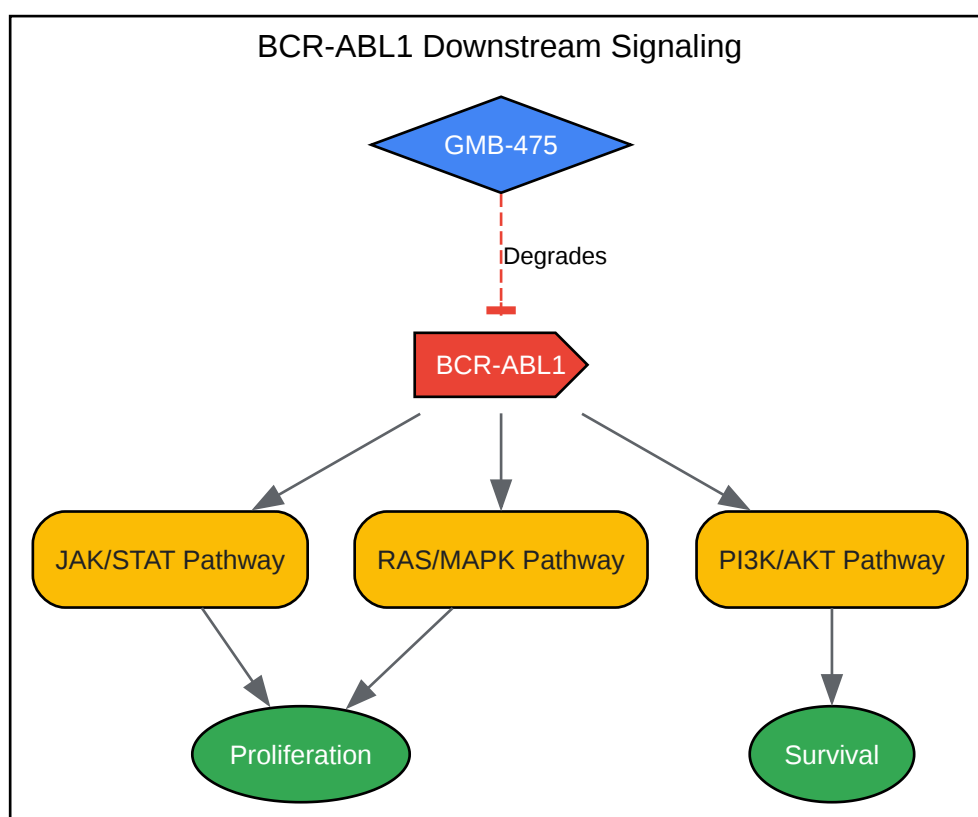 BCR-ABL1 Downstream Signaling
GMB-475
Degrades
BCR-ABL1
JAK/STAT Pathway
RAS/MAPK Pathway
PI3K/AKT Pathway
Proliferation
Survival